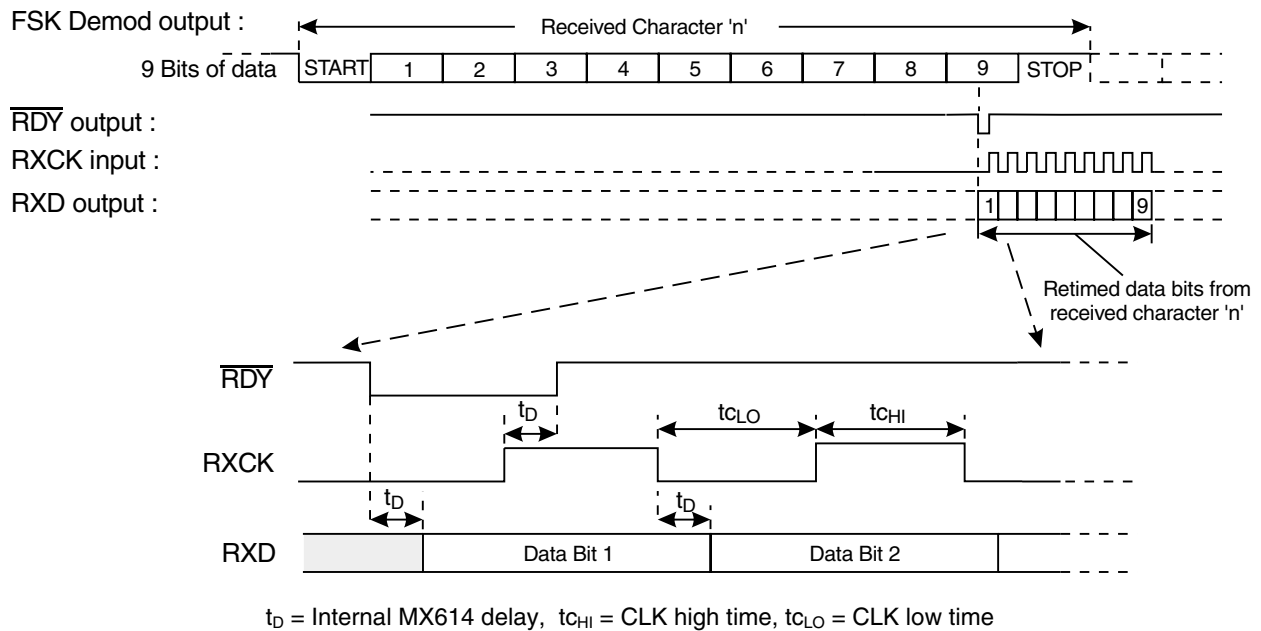 FSK Demod output :
Received Character 'n'
9 Bits of data
START 1 2 3 4 5 6 7 8 9 STOP
RDY output :
RXCK input :
RXD output :
1 9
Retimed data bits from
received character 'n'
RDY
tD tcLO tcHI
RXCK
tD tD
RXD
Data Bit 1 Data Bit 2
tD = Internal MX614 delay, tcHI = CLK high time, tcLO = CLK low time